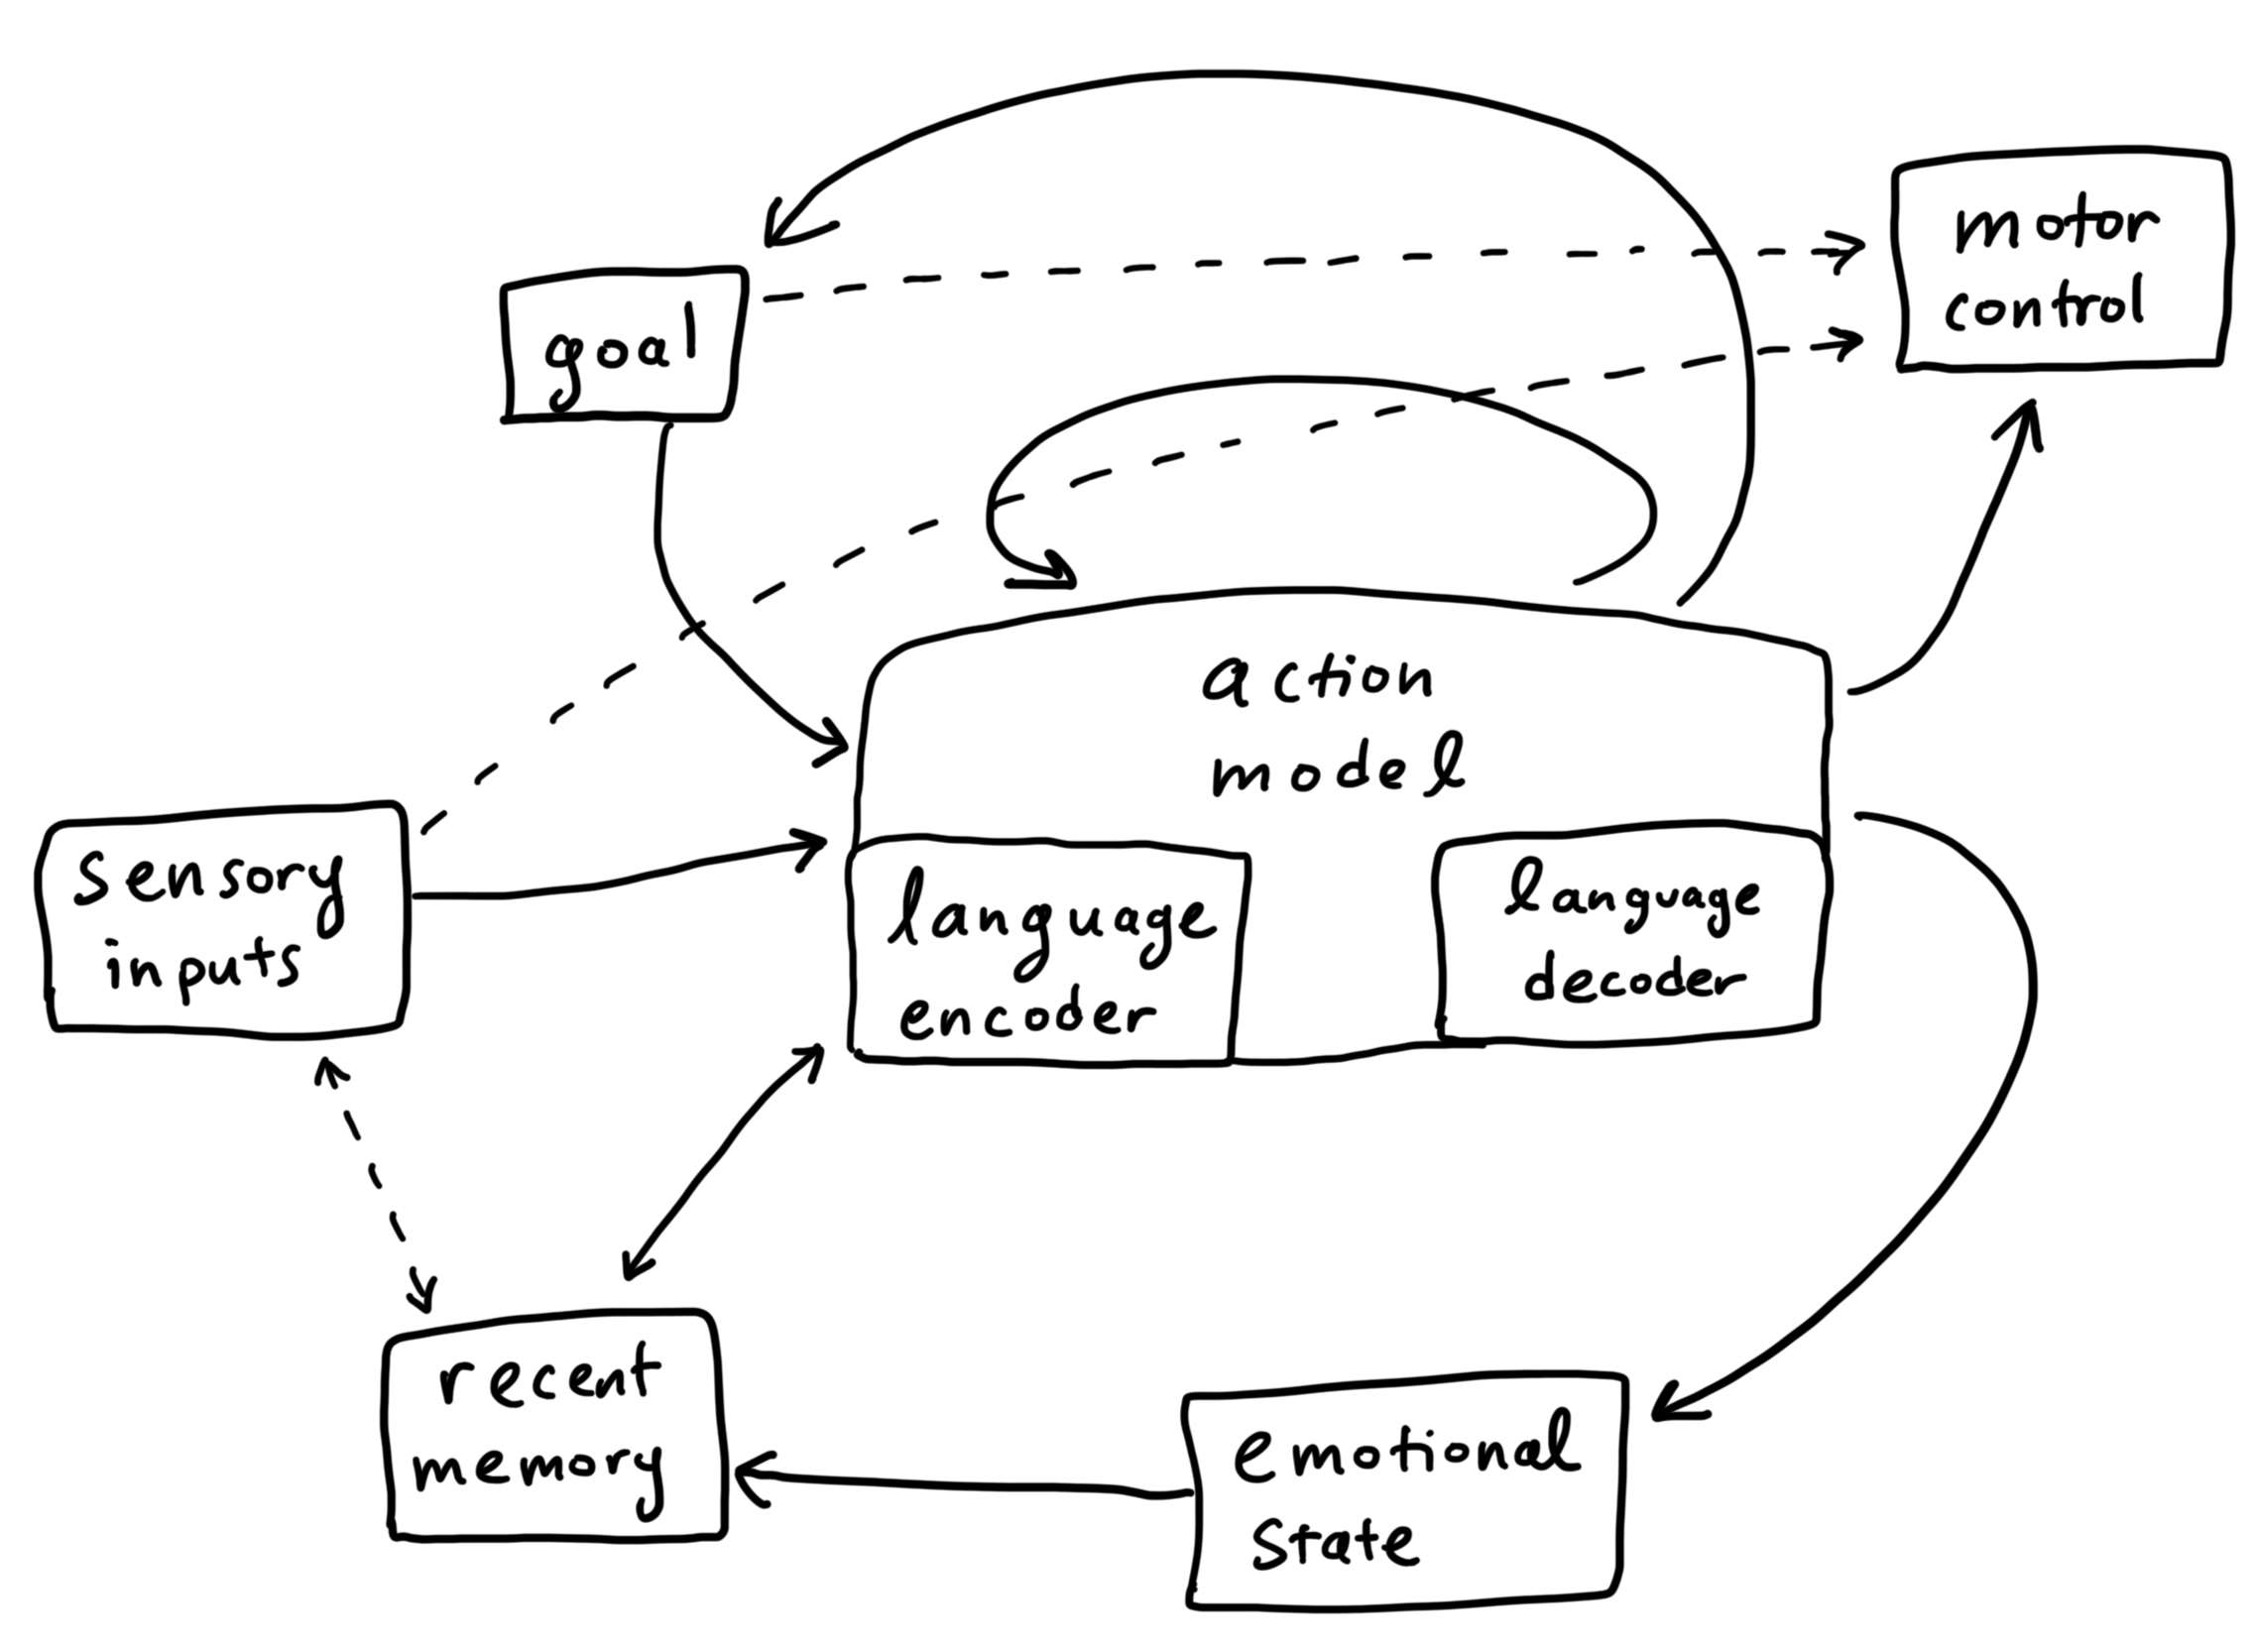 motor
control
goal
action
model
sensory
inputs
language
encoder
language
decoder
recent
memory
emotional
state